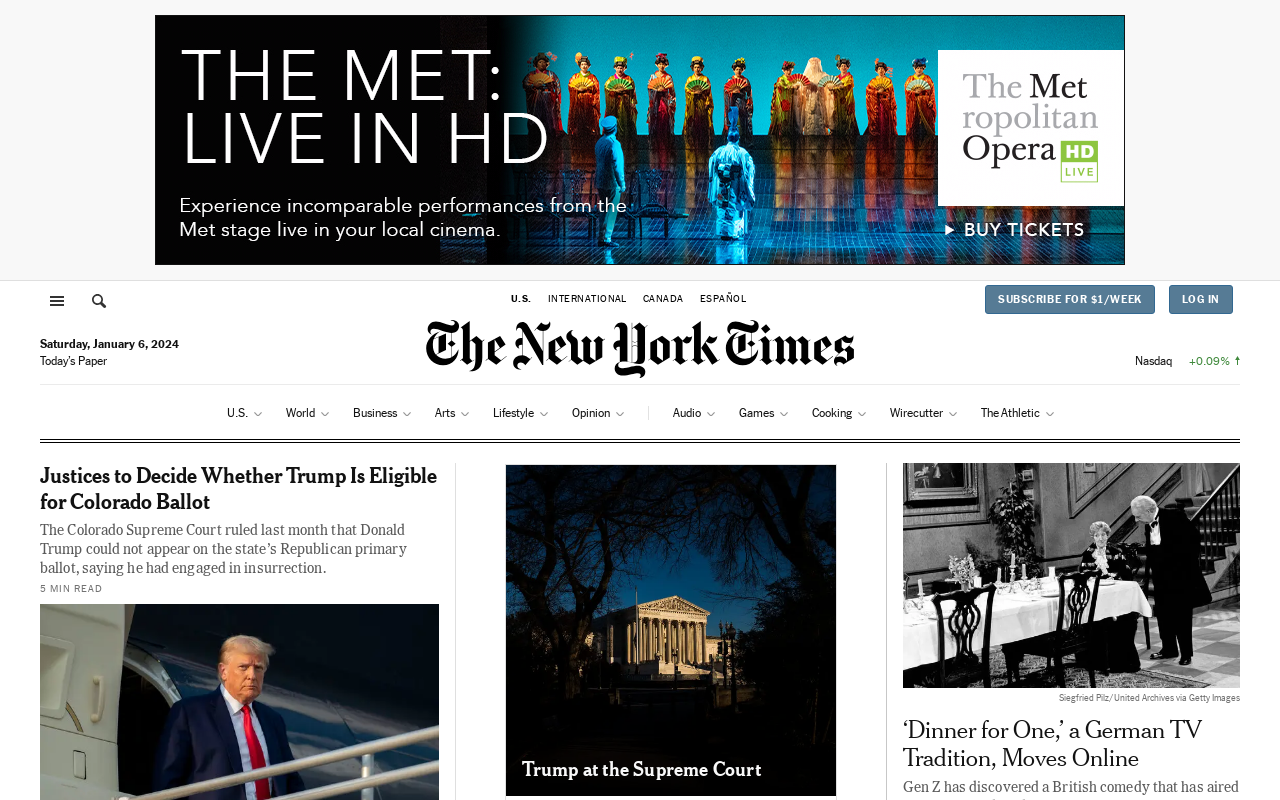 THE MET:
LIVE IN HD
Experience incomparable performances from the
Met stage live in your local cinema.
The Met
ropolitan
Opera HD
LIVE
BUY TICKETS
U.S. INTERNATIONAL CANADA ESPAÑOL
SUBSCRIBE FOR $1/WEEK LOG IN
The New York Times
Saturday, January 6, 2024
Today's Paper
Nasdaq +0.09%
U.S. World Business Arts Lifestyle Opinion Audio Games Cooking Wirecutter The Athletic
Justices to Decide Whether Trump Is Eligible
for Colorado Ballot
The Colorado Supreme Court ruled last month that Donald
Trump could not appear on the state's Republican primary
ballot, saying he had engaged in insurrection.
5 MIN READ
Trump at the Supreme Court
Siegfried Pilz/United Archives via Getty Images
‘Dinner for One,’ a German TV
Tradition, Moves Online
Gen Z has discovered a British comedy that has aired